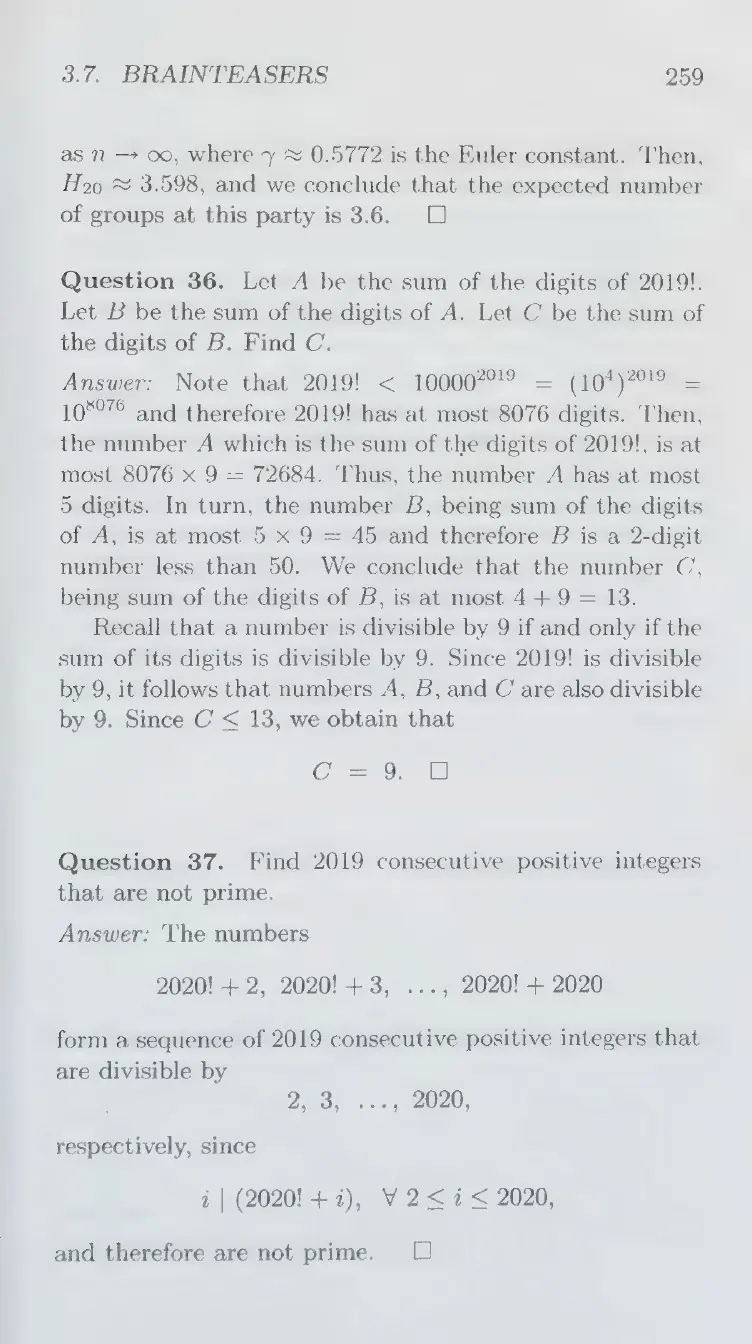 3.7. BRAINTEASERS 259
as n → ∞, where γ ≈ 0.5772 is the Euler constant. Then,
H₂₀ ≈ 3.598, and we conclude that the expected number
of groups at this party is 3.6. □
Question 36. Let A be the sum of the digits of 2019!.
Let B be the sum of the digits of A. Let C be the sum of
the digits of B. Find C.
Answer: Note that 2019! < 10000²⁰¹⁹ = (10⁴)²⁰¹⁹ =
10⁸⁰⁷⁶ and therefore 2019! has at most 8076 digits. Then,
the number A which is the sum of the digits of 2019!, is at
most 8076 × 9 = 72684. Thus, the number A has at most
5 digits. In turn, the number B, being sum of the digits
of A, is at most 5 × 9 = 45 and therefore B is a 2-digit
number less than 50. We conclude that the number C,
being sum of the digits of B, is at most 4 + 9 = 13.
Recall that a number is divisible by 9 if and only if the
sum of its digits is divisible by 9. Since 2019! is divisible
by 9, it follows that numbers A, B, and C are also divisible
by 9. Since C ≤ 13, we obtain that
C = 9. □
Question 37. Find 2019 consecutive positive integers
that are not prime.
Answer: The numbers
2020! + 2, 2020! + 3, ..., 2020! + 2020
form a sequence of 2019 consecutive positive integers that
are divisible by
2, 3, ..., 2020,
respectively, since
i | (2020! + i), ∀ 2 ≤ i ≤ 2020,
and therefore are not prime. □